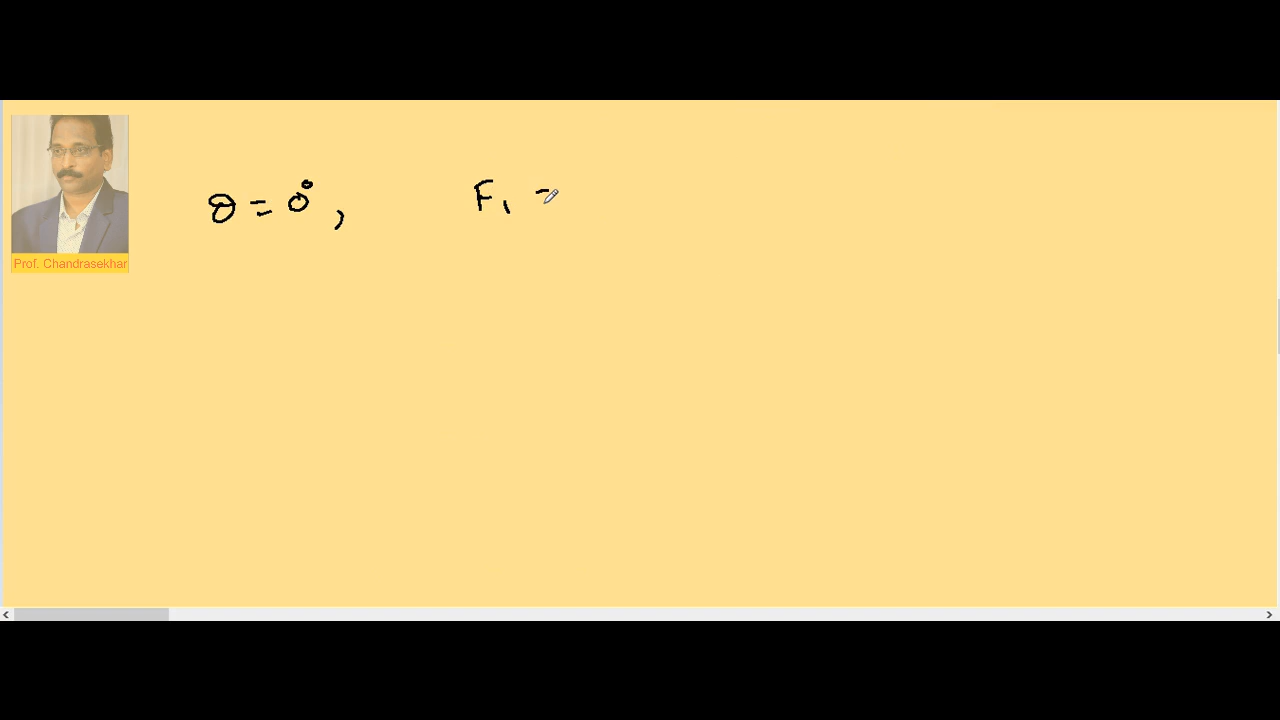 θ = 0°, F₁ =
Prof. Chandrasekhar